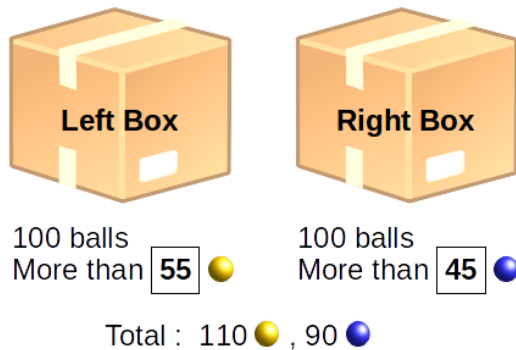 Left Box
Right Box
100 balls
More than 55
100 balls
More than 45
Total : 110 , 90